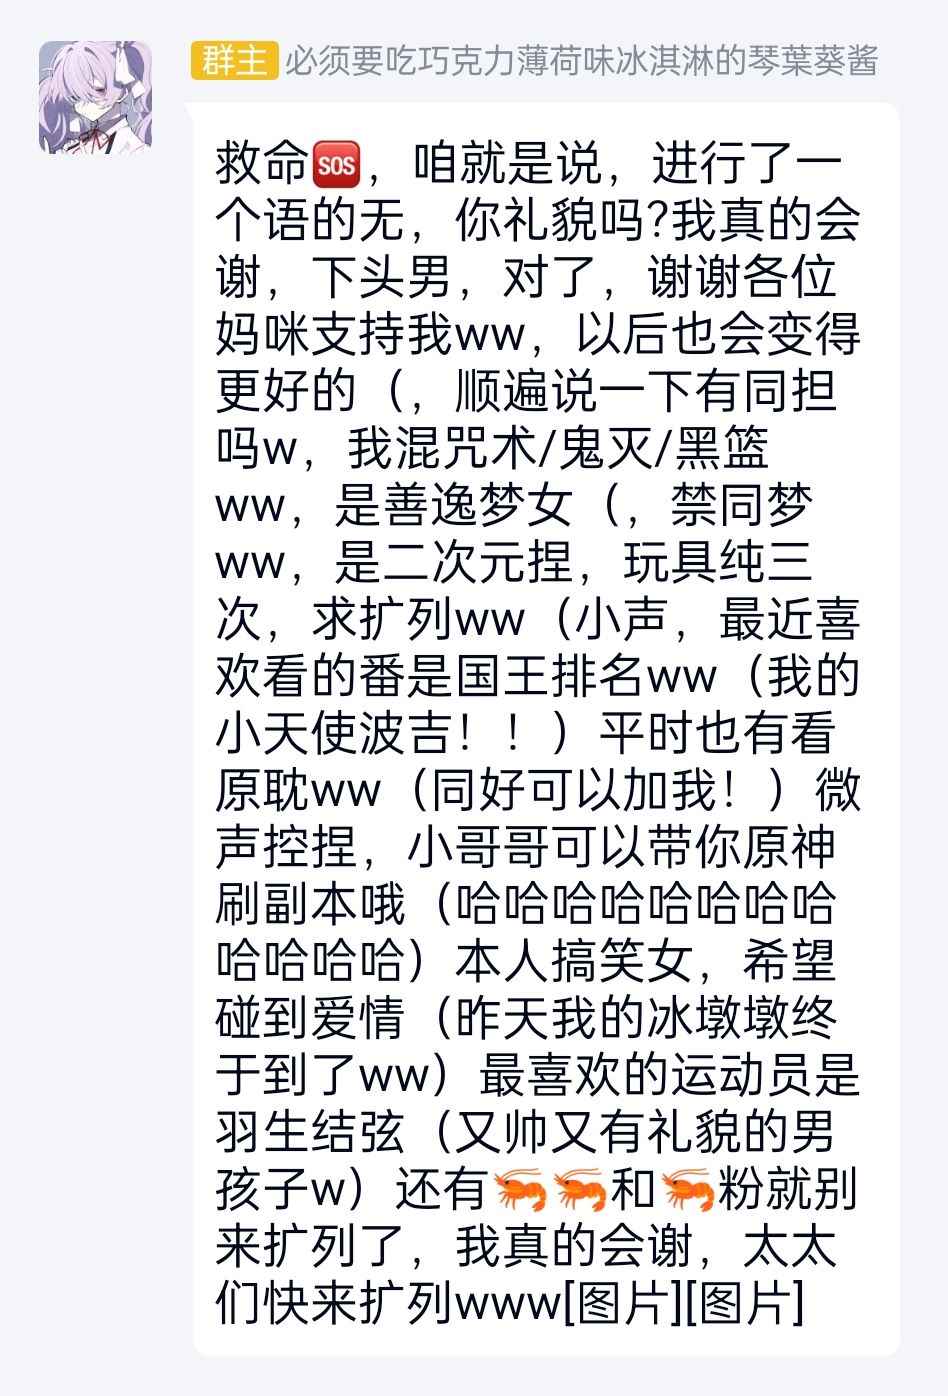 群主 必须要吃巧克力薄荷味冰淇淋的琴葉葵酱
救命🆘，咱就是说，进行了一
个语的无，你礼貌吗?我真的会
谢，下头男，对了，谢谢各位
妈咪支持我ww，以后也会变得
更好的（，顺遍说一下有同担
吗w，我混咒术/鬼灭/黑篮
ww，是善逸梦女（，禁同梦
ww，是二次元捏，玩具纯三
次，求扩列ww（小声，最近喜
欢看的番是国王排名ww（我的
小天使波吉！！）平时也有看
原耽ww（同好可以加我！）微
声控捏，小哥哥可以带你原神
刷副本哦（哈哈哈哈哈哈哈哈
哈哈哈哈）本人搞笑女，希望
碰到爱情（昨天我的冰墩墩终
于到了ww）最喜欢的运动员是
羽生结弦（又帅又有礼貌的男
孩子w）还有🦐🦐和🦐粉就别
来扩列了，我真的会谢，太太
们快来扩列www[图片][图片]